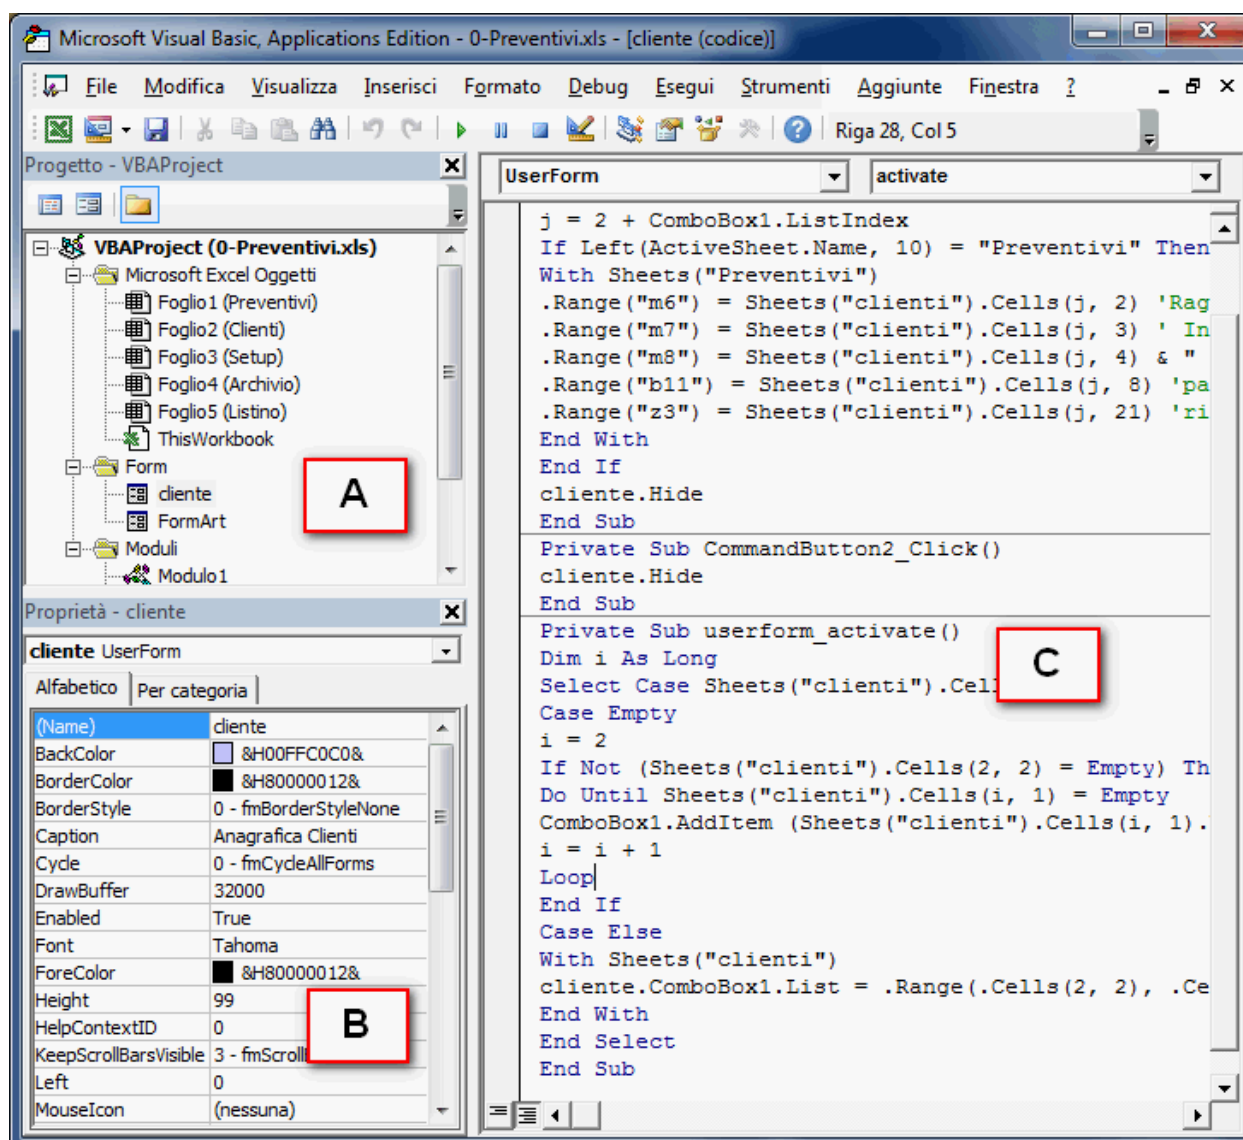 Microsoft Visual Basic, Applications Edition - 0-Preventivi.xls - [cliente (codice)]
File Modifica Visualizza Inserisci Formato Debug Esegui Strumenti Aggiunte Finestra ?
Riga 28, Col 5
Progetto - VBAProject
VBAProject (0-Preventivi.xls)
Microsoft Excel Oggetti
Foglio1 (Preventivi)
Foglio2 (Clienti)
Foglio3 (Setup)
Foglio4 (Archivio)
Foglio5 (Listino)
ThisWorkbook
Form
cliente
FormArt
Moduli
Modulo1
A
Proprietà - cliente
cliente UserForm
Alfabetico Per categoria
(Name) cliente
BackColor &H00FFC0C0&
BorderColor &H80000012&
BorderStyle 0 - fmBorderStyleNone
Caption Anagrafica Clienti
Cycle 0 - fmCycleAllForms
DrawBuffer 32000
Enabled True
Font Tahoma
ForeColor &H80000012&
Height 99
HelpContextID 0
KeepScrollBarsVisible 3 - fmScroll
Left 0
MouseIcon (nessuna)
B
UserForm activate
j = 2 + ComboBox1.ListIndex
If Left(ActiveSheet.Name, 10) = "Preventivi" Then
With Sheets("Preventivi")
.Range("m6") = Sheets("clienti").Cells(j, 2) 'Rag
.Range("m7") = Sheets("clienti").Cells(j, 3) ' In
.Range("m8") = Sheets("clienti").Cells(j, 4) & "
.Range("b11") = Sheets("clienti").Cells(j, 8) 'pa
.Range("z3") = Sheets("clienti").Cells(j, 21) 'ri
End With
End If
cliente.Hide
End Sub
Private Sub CommandButton2_Click()
cliente.Hide
End Sub
Private Sub userform_activate()
Dim i As Long
Select Case Sheets("clienti").Cel
Case Empty
i = 2
If Not (Sheets("clienti").Cells(2, 2) = Empty) Th
Do Until Sheets("clienti").Cells(i, 1) = Empty
ComboBox1.AddItem (Sheets("clienti").Cells(i, 1).
i = i + 1
Loop
End If
Case Else
With Sheets("clienti")
cliente.ComboBox1.List = .Range(.Cells(2, 2), .Ce
End With
End Select
End Sub
C